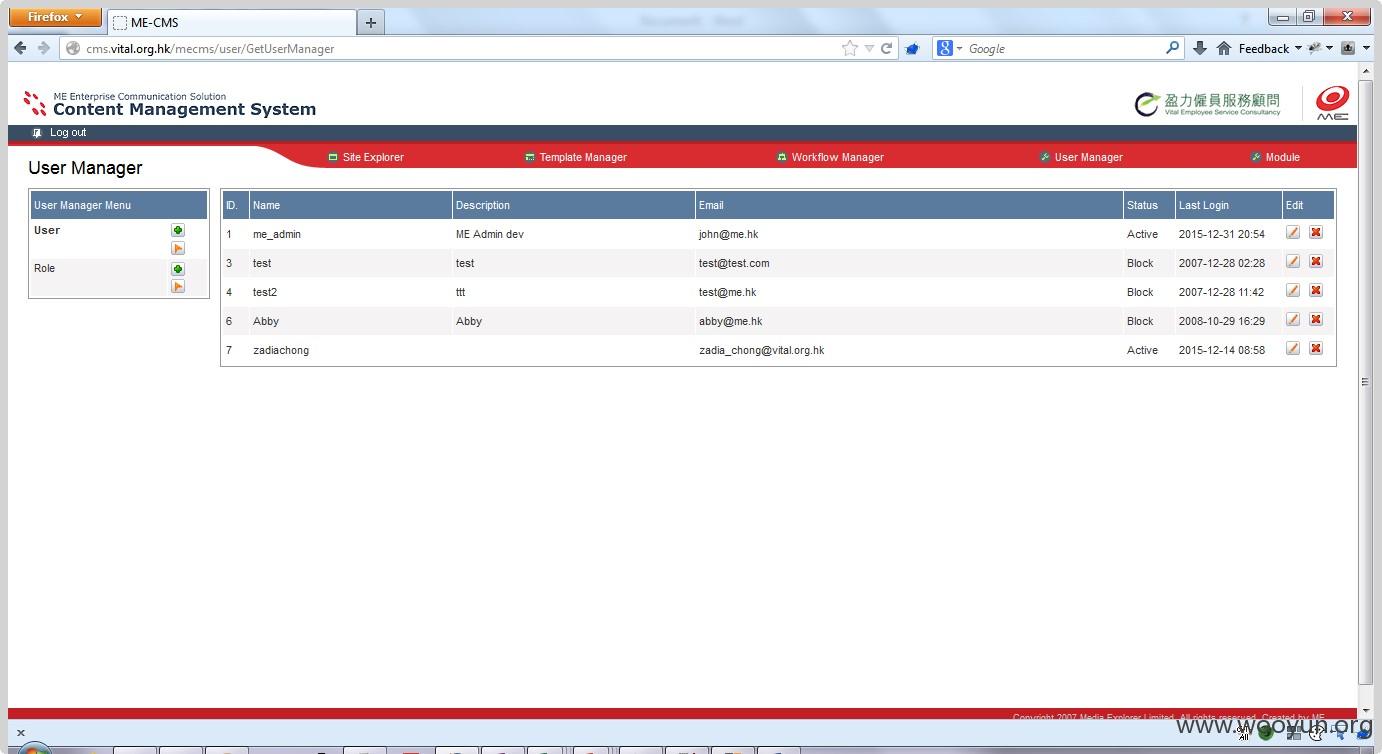 Firefox
ME-CMS
cms.vital.org.hk/mecms/user/GetUserManager
Google
Feedback
ME Enterprise Communication Solution
Content Management System
盈力僱員服務顧問
Vital Employee Service Consultancy
ME
Log out
User Manager
Site Explorer
Template Manager
Workflow Manager
User Manager
Module
User Manager Menu
User
Role
ID. Name Description Email Status Last Login Edit
1 me_admin ME Admin dev john@me.hk Active 2015-12-31 20:54
3 test test test@test.com Block 2007-12-28 02:28
4 test2 ttt test@me.hk Block 2007-12-28 11:42
6 Abby Abby abby@me.hk Block 2008-10-29 16:29
7 zadiachong zadia_chong@vital.org.hk Active 2015-12-14 08:58
Copyright 2007 Media Explorer Limited. All rights reserved. Created by ME
www.wooyun.org